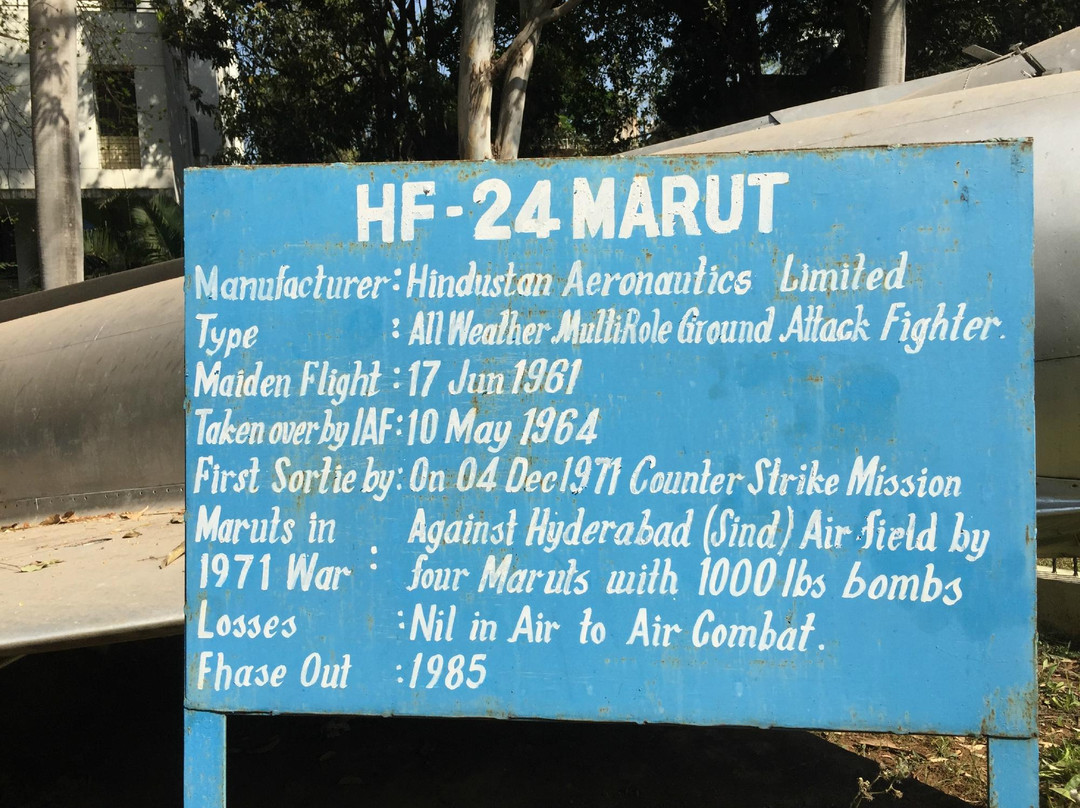 HF-24 MARUT
Manufacturer: Hindustan Aeronautics Limited
Type : All Weather MultiRole Ground Attack Fighter.
Maiden Flight : 17 Jun 1961
Taken over by IAF: 10 May 1964
First Sortie by: On 04 Dec 1971 Counter Strike Mission
Maruts in Against Hyderabad (Sind) Air field by
1971 War : four Maruts with 1000 lbs bombs
Losses : Nil in Air to Air Combat.
Fhase Out : 1985